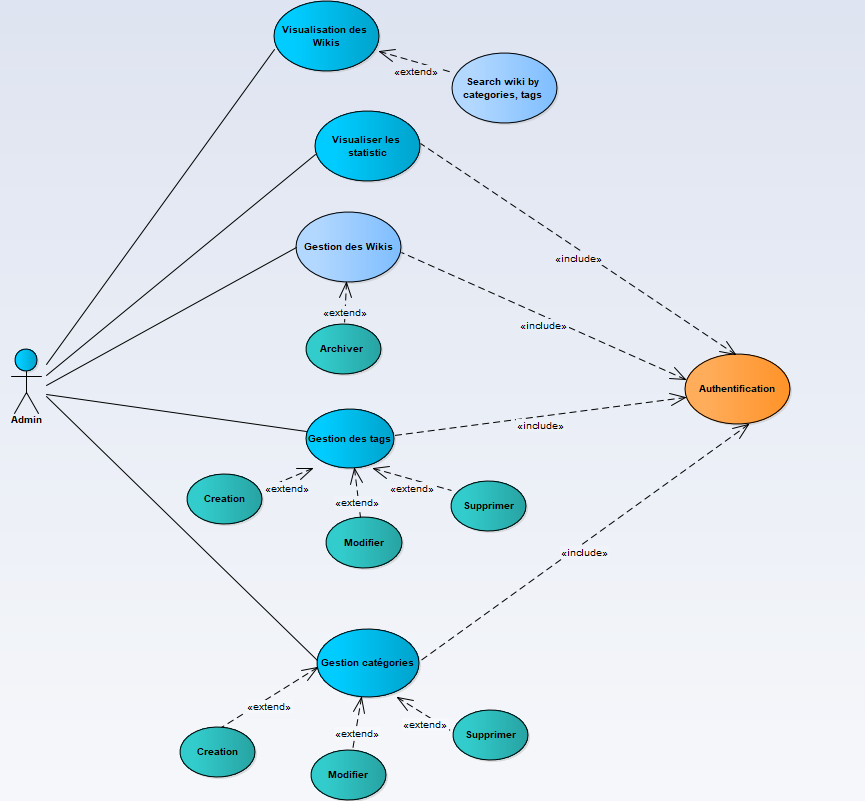 Visualisation des
Wikis
«extend»
Search wiki by
categories, tags
Visualiser les
statistic
Gestion des Wikis
«include»
«extend»
«include»
Archiver
Authentification
Admin
Gestion des tags
«include»
Creation
«extend»
«extend»
«extend»
Supprimer
Modifier
«include»
Gestion catégories
«extend»
«extend»
«extend»
Supprimer
Creation
Modifier